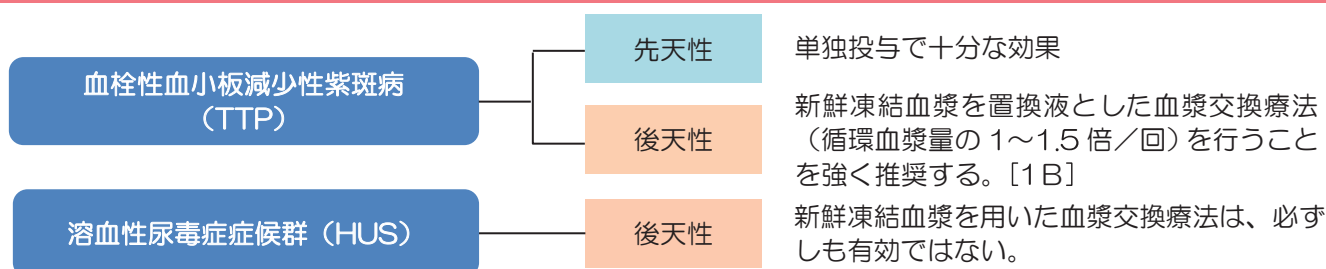 血栓性血小板減少性紫斑病
（TTP）
先天性
単独投与で十分な効果
後天性
新鮮凍結血漿を置換液とした血漿交換療法
（循環血漿量の 1～1.5 倍／回）を行うこと
を強く推奨する。［1B］
溶血性尿毒症症候群（HUS）
後天性
新鮮凍結血漿を用いた血漿交換療法は、必ず
しも有効ではない。